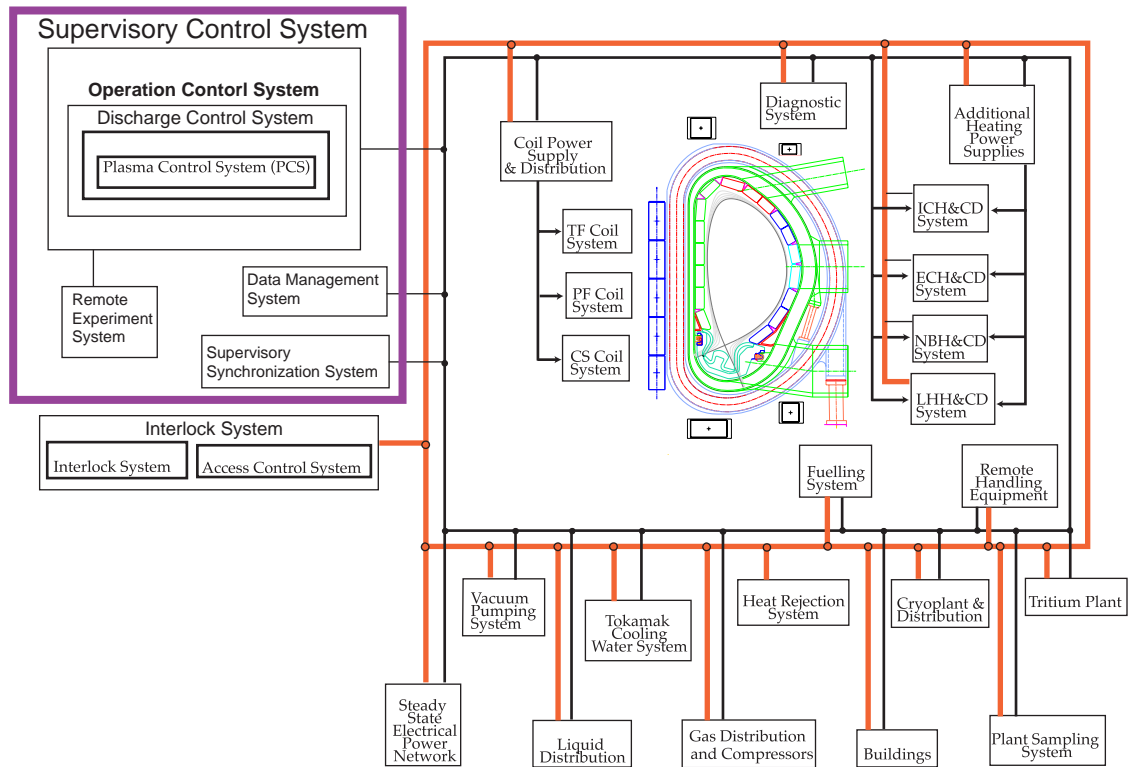 Supervisory Control System
Operation Contorl System
Discharge Control System
Plasma Control System (PCS)
Remote
Experiment
System
Data Management
System
Supervisory
Synchronization System
Interlock System
Interlock System
Access Control System
Coil Power
Supply
& Distribution
TF Coil
System
PF Coil
System
CS Coil
System
Diagnostic
System
Additional
Heating
Power
Supplies
ICH&CD
System
ECH&CD
System
NBH&CD
System
LHH&CD
System
Fuelling
System
Remote
Handling
Equipment
Vacuum
Pumping
System
Tokamak
Cooling
Water System
Heat Rejection
System
Cryoplant &
Distribution
Tritium Plant
Steady
State
Electrical
Power
Network
Liquid
Distribution
Gas Distribution
and Compressors
Buildings
Plant Sampling
System